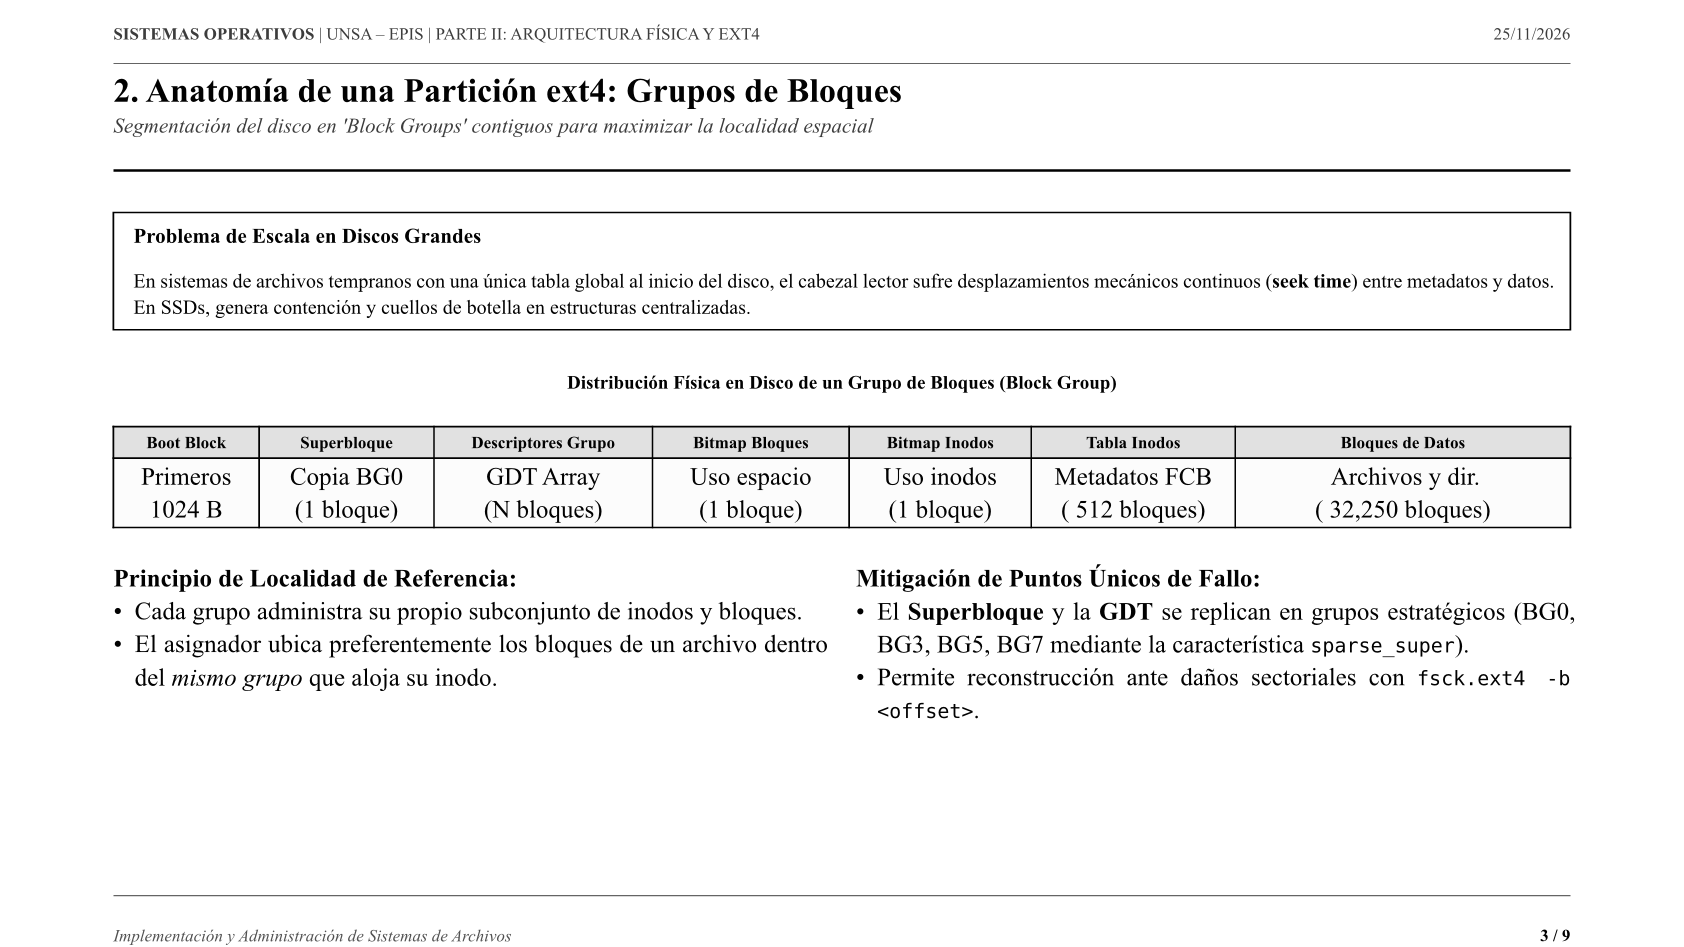 SISTEMAS OPERATIVOS | UNSA – EPIS | PARTE II: ARQUITECTURA FÍSICA Y EXT4 25/11/2026
2. Anatomía de una Partición ext4: Grupos de Bloques
Segmentación del disco en 'Block Groups' contiguos para maximizar la localidad espacial
Problema de Escala en Discos Grandes
En sistemas de archivos tempranos con una única tabla global al inicio del disco, el cabezal lector sufre desplazamientos mecánicos continuos (seek time) entre metadatos y datos.
En SSDs, genera contención y cuellos de botella en estructuras centralizadas.
Distribución Física en Disco de un Grupo de Bloques (Block Group)
Boot Block Superbloque Descriptores Grupo Bitmap Bloques Bitmap Inodos Tabla Inodos Bloques de Datos
Primeros Copia BG0 GDT Array Uso espacio Uso inodos Metadatos FCB Archivos y dir.
1024 B (1 bloque) (N bloques) (1 bloque) (1 bloque) ( 512 bloques) ( 32,250 bloques)
Principio de Localidad de Referencia:
• Cada grupo administra su propio subconjunto de inodos y bloques.
• El asignador ubica preferentemente los bloques de un archivo dentro
del mismo grupo que aloja su inodo.
Mitigación de Puntos Únicos de Fallo:
• El Superbloque y la GDT se replican en grupos estratégicos (BG0,
BG3, BG5, BG7 mediante la característica sparse_super).
• Permite reconstrucción ante daños sectoriales con fsck.ext4 -b
<offset>.
Implementación y Administración de Sistemas de Archivos 3 / 9